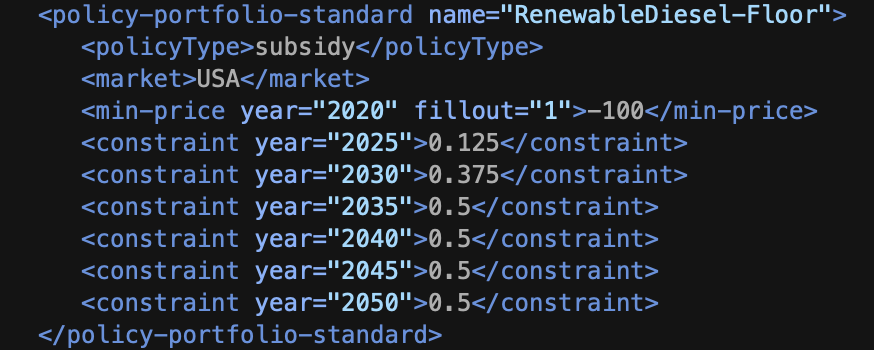 <policy-portfolio-standard name="RenewableDiesel-Floor">
<policyType>subsidy</policyType>
<market>USA</market>
<min-price year="2020" fillout="1">-100</min-price>
<constraint year="2025">0.125</constraint>
<constraint year="2030">0.375</constraint>
<constraint year="2035">0.5</constraint>
<constraint year="2040">0.5</constraint>
<constraint year="2045">0.5</constraint>
<constraint year="2050">0.5</constraint>
</policy-portfolio-standard>